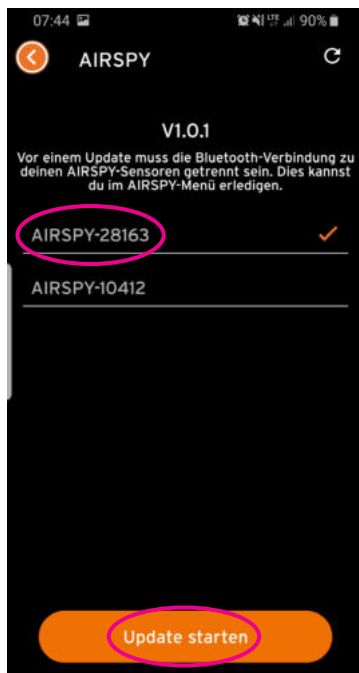 07:44 LTE 90%
AIRSPY
V1.0.1
Vor einem Update muss die Bluetooth-Verbindung zu
deinen AIRSPY-Sensoren getrennt sein. Dies kannst
du im AIRSPY-Menü erledigen.
AIRSPY-28163
AIRSPY-10412
Update starten